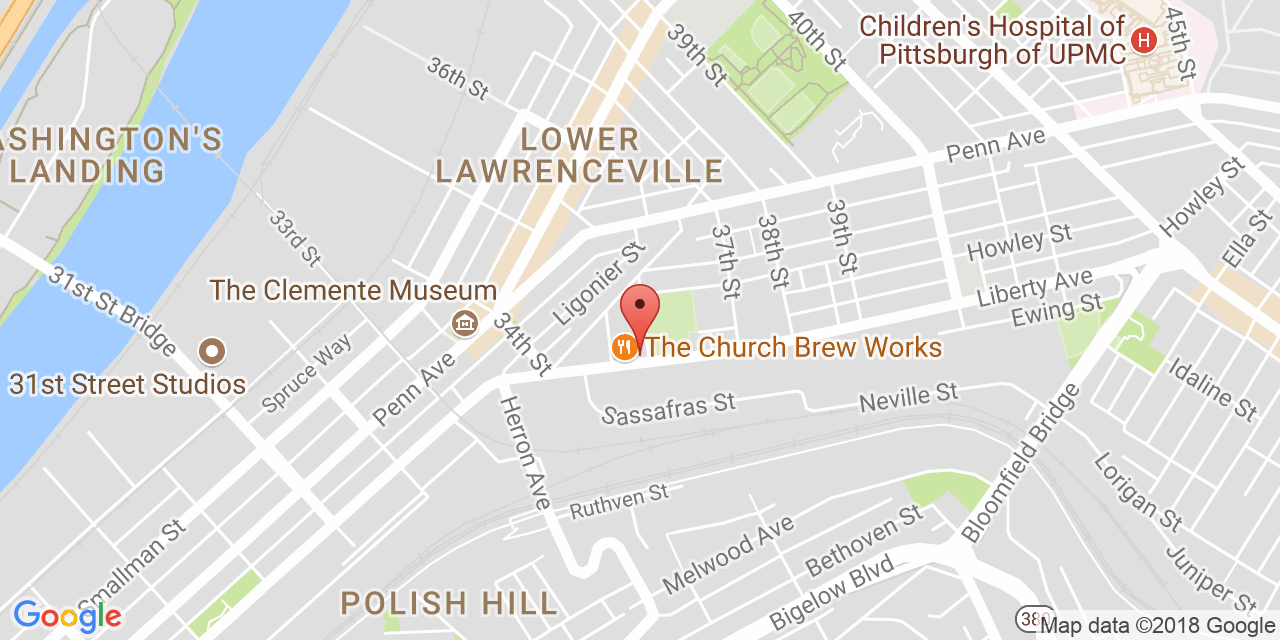 39th St
40th St
Children's Hospital of
Pittsburgh of UPMC
H
45th St
36th St
ASHINGTON'S
LANDING
LOWER
LAWRENCEVILLE
Penn Ave
Howley St
Ella St
33rd St
Ligonier St
37th St
38th St
39th St
Howley St
31st St Bridge
The Clemente Museum
34th St
Liberty Ave
Ewing St
31st Street Studios
Spruce Way
Penn Ave
The Church Brew Works
Sassafras St
Neville St
Idaline St
Herron Ave
Bloomfield Bridge
Ruthven St
Lorigan St
Melwood Ave
Bethoven St
Juniper St
Smallman St
POLISH HILL
Bigelow Blvd
Google
380
Map data ©2018 Google